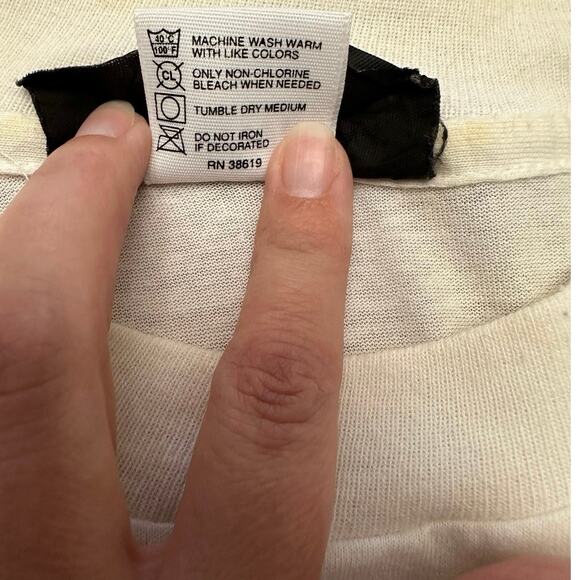 40°C
100°F
MACHINE WASH WARM
WITH LIKE COLORS
CL
ONLY NON-CHLORINE
BLEACH WHEN NEEDED
TUMBLE DRY MEDIUM
DO NOT IRON
IF DECORATED
RN 38619